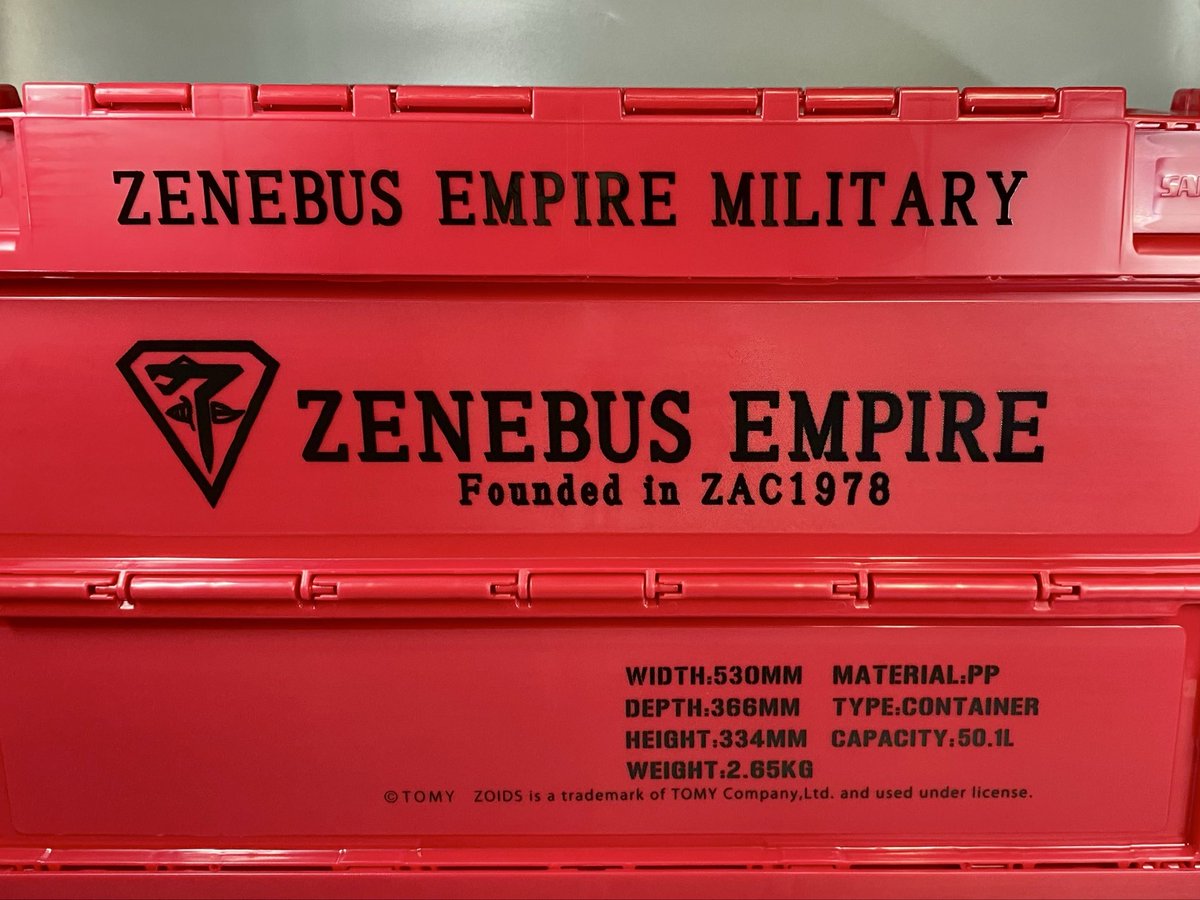 ZENEBUS EMPIRE MILITARY
ZENEBUS EMPIRE
Founded in ZAC1978
WIDTH:530MM MATERIAL:PP
DEPTH:366MM TYPE:CONTAINER
HEIGHT:334MM CAPACITY:50.1L
WEIGHT:2.65KG
©TOMY ZOIDS is a trademark of TOMY Company,Ltd. and used under license.